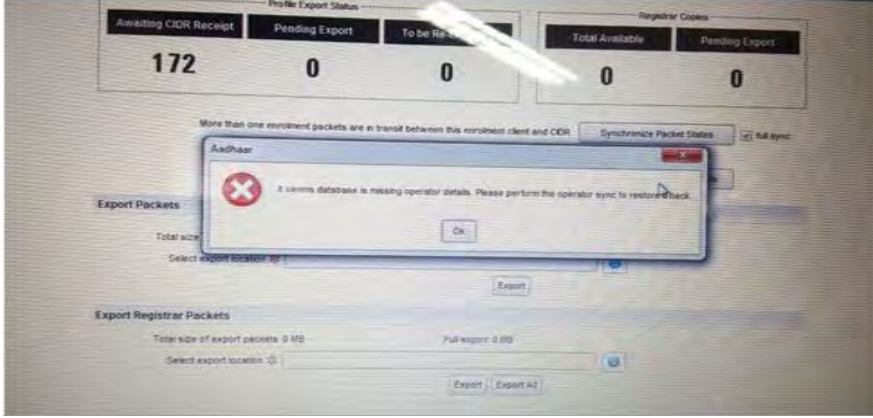 Profile Export Status
Registrar Copies
Awaiting CIDR Receipt Pending Export To be Re
Total Available Pending Export
172 0 0 0 0
More than one enrolment packets are in transit between this enrolment client and CIDR Synchronize Packet States full sync
Aadhaar
It seems database is missing operator details. Please perform the operator sync to restore it back.
Ok
Export Packets
Total size
Select export location
Export
Export Registrar Packets
Total size of export packets 0 MB Full export 0 MB
Select export location
Export Export All